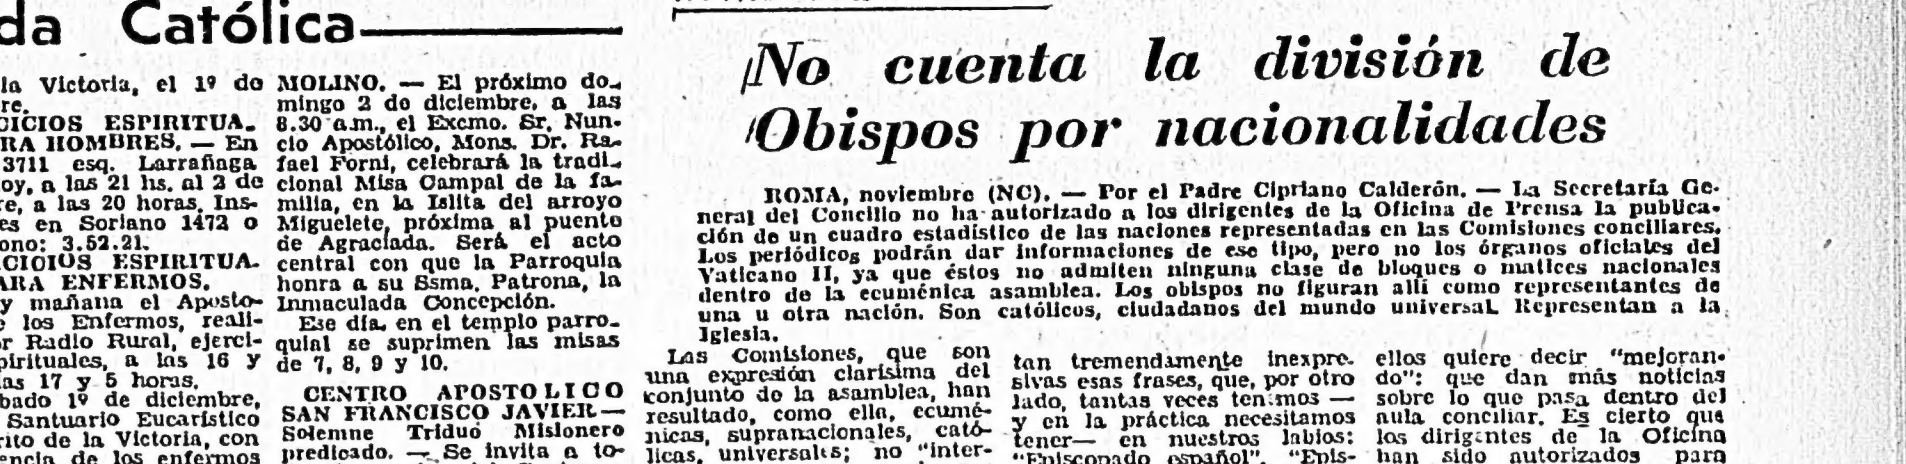 da Católica
la Victoria, el 1º de
re.
CICIOS ESPIRITUA-
RA HOMBRES. — En
3711 esq. Larrañaga
oy, a las 21 hs. al 2 de
re, a las 20 horas. Ins-
es en Soriano 1472 o
ono: 3.52.21.
CICIOS ESPIRITUA-
ARA ENFERMOS.
y mañana el Aposto-
e los Enfermos, reali-
r Radio Rural, ejerci-
pirituales, a las 16 y
las 17 y 5 horas.
bado 1º de diciembre,
Santuario Eucarístico
rito de la Victoria, con
encia de los enfermos
MOLINO. — El próximo do-
mingo 2 de diciembre, a las
8.30 a.m., el Excmo. Sr. Nun-
cio Apostólico, Mons. Dr. Ra-
fael Forni, celebrará la tradi-
cional Misa Campal de la fa-
milia, en la Islita del arroyo
Miguelete, próxima al puente
de Agraciada. Será el acto
central con que la Parroquia
honra a su Ssma. Patrona, la
Inmaculada Concepción.
Ese día, en el templo parro-
quial se suprimen las misas
de 7, 8, 9 y 10.
CENTRO APOSTOLICO
SAN FRANCISCO JAVIER—
Solemne Triduo Misionero
predicado. — Se invita a to-
No cuenta la división de
Obispos por nacionalidades
ROMA, noviembre (NC). — Por el Padre Cipriano Calderón. — La Secretaría Ge-
neral del Concilio no ha autorizado a los dirigentes de la Oficina de Prensa la publica-
ción de un cuadro estadístico de las naciones representadas en las Comisiones conciliares.
Los periódicos podrán dar informaciones de ese tipo, pero no los órganos oficiales del
Vaticano II, ya que éstos no admiten ninguna clase de bloques o matices nacionales
dentro de la ecuménica asamblea. Los obispos no figuran allí como representantes de
una u otra nación. Son católicos, ciudadanos del mundo universal. Representan a la
Iglesia.
Las Comisiones, que son
una expresión clarísima del
conjunto de la asamblea, han
resultado, como ella, ecumé-
nicas, supranacionales, cató-
licas, universales; no "inter-
tan tremendamente inexpre-
sivas esas frases, que, por otro
lado, tantas veces tenemos —
y en la práctica necesitamos
tener— en nuestros labios:
"Episcopado español", "Epis-
ellos quiere decir "mejoran-
do": que dan más noticias
sobre lo que pasa dentro del
aula conciliar. Es cierto que
los dirigentes de la Oficina
han sido autorizados para